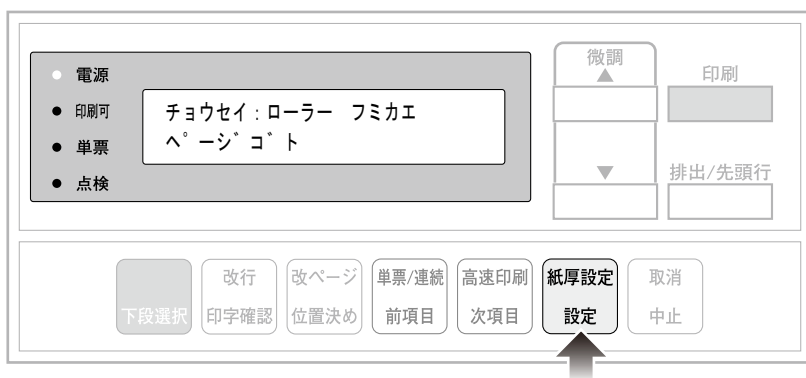 電源
印刷可
単票
点検
チョウセイ：ローラー　フミカエ
ヘ゜ーシ゛コ゛ト
微調
▲
▼
印刷
排出/先頭行
下段選択
改行
印字確認
改ページ
位置決め
単票/連続
前項目
高速印刷
次項目
紙厚設定
設定
取消
中止